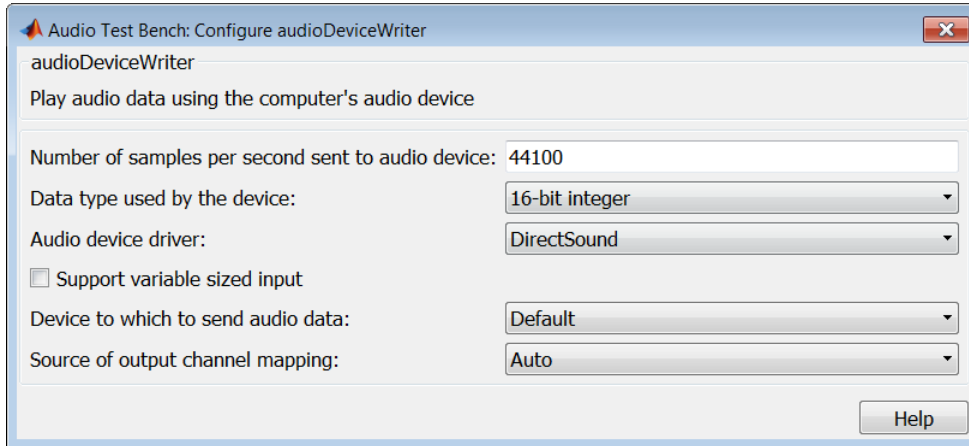 Audio Test Bench: Configure audioDeviceWriter
audioDeviceWriter
Play audio data using the computer's audio device
Number of samples per second sent to audio device: 44100
Data type used by the device: 16-bit integer
Audio device driver: DirectSound
Support variable sized input
Device to which to send audio data: Default
Source of output channel mapping: Auto
Help